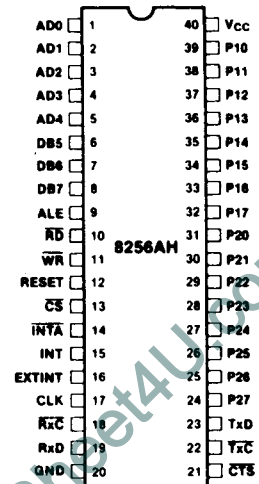 AD0 1 40 VCC
AD1 2 39 P10
AD2 3 38 P11
AD3 4 37 P12
AD4 5 36 P13
DB5 6 35 P14
DB6 7 34 P15
DB7 8 33 P16
ALE 9 32 P17
RD 10 31 P20
8256AH
WR 11 30 P21
RESET 12 29 P22
CS 13 28 P23
INTA 14 27 P24
INT 15 26 P25
EXTINT 16 25 P26
CLK 17 24 P27
RxC 18 23 TxD
RxD 19 22 TxC
GND 20 21 CTS